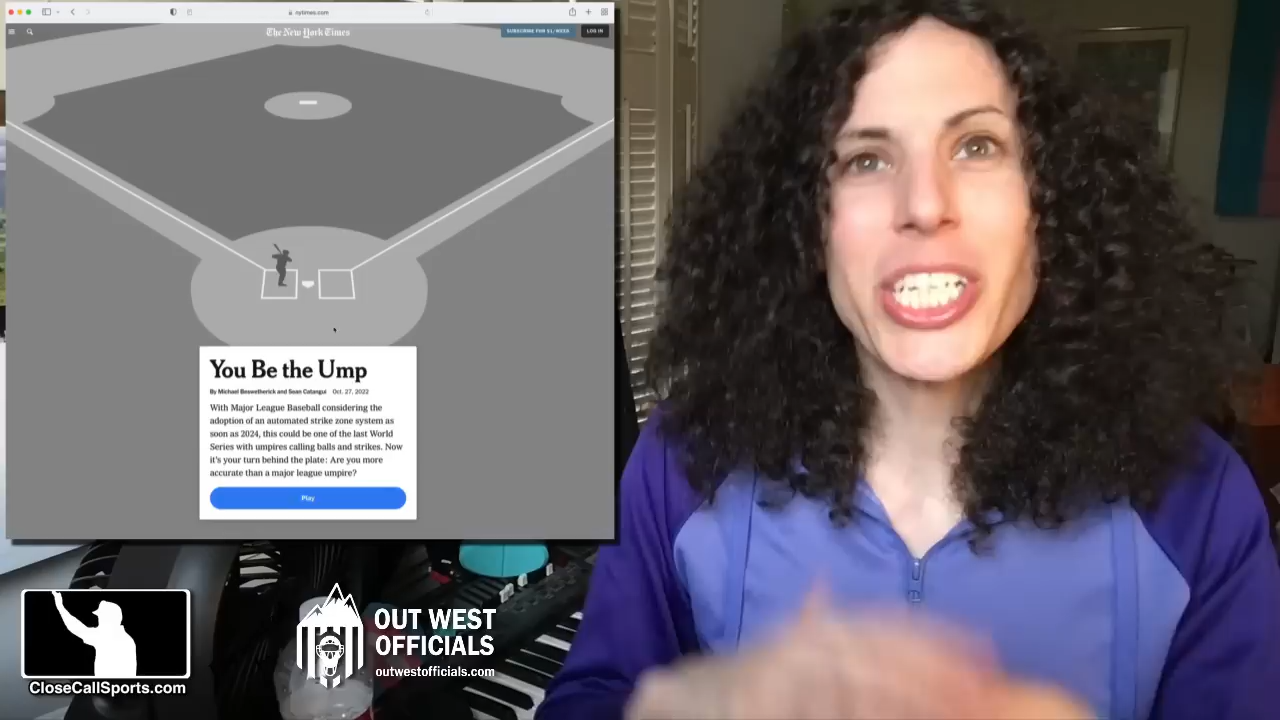 nytimes.com
The New York Times
SUBSCRIBE FOR $1/WEEK
LOG IN
You Be the Ump
By Michael Beswetherick and Sean Catangui Oct. 27, 2022
With Major League Baseball considering the
adoption of an automated strike zone system as
soon as 2024, this could be one of the last World
Series with umpires calling balls and strikes. Now
it's your turn behind the plate: Are you more
accurate than a major league umpire?
Play
CloseCallSports.com
OUT WEST
OFFICIALS
outwestofficials.com